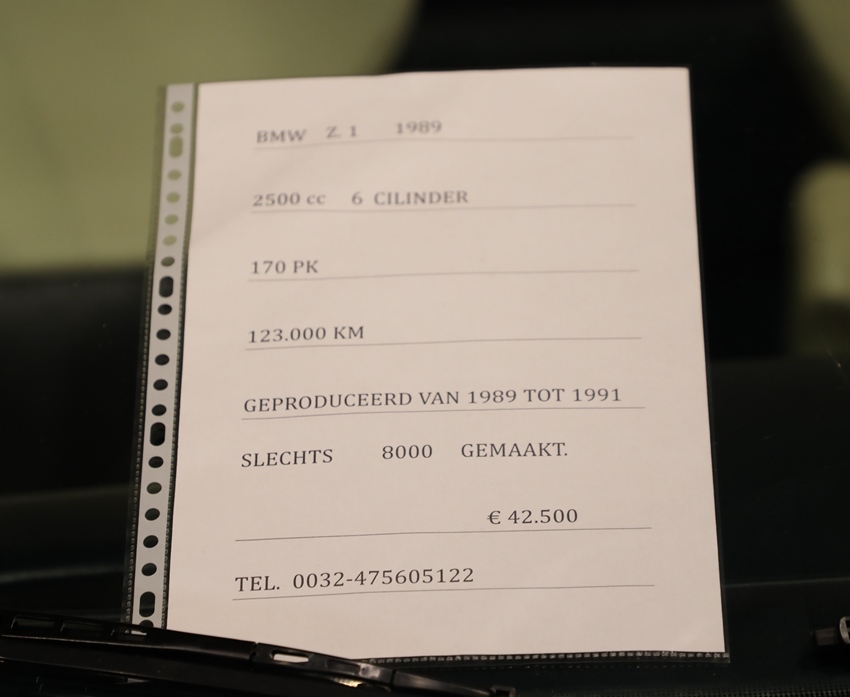 BMW Z 1 1989
2500 cc 6 CILINDER
170 PK
123.000 KM
GEPRODUCEERD VAN 1989 TOT 1991
SLECHTS 8000 GEMAAKT.
€ 42.500
TEL. 0032-475605122